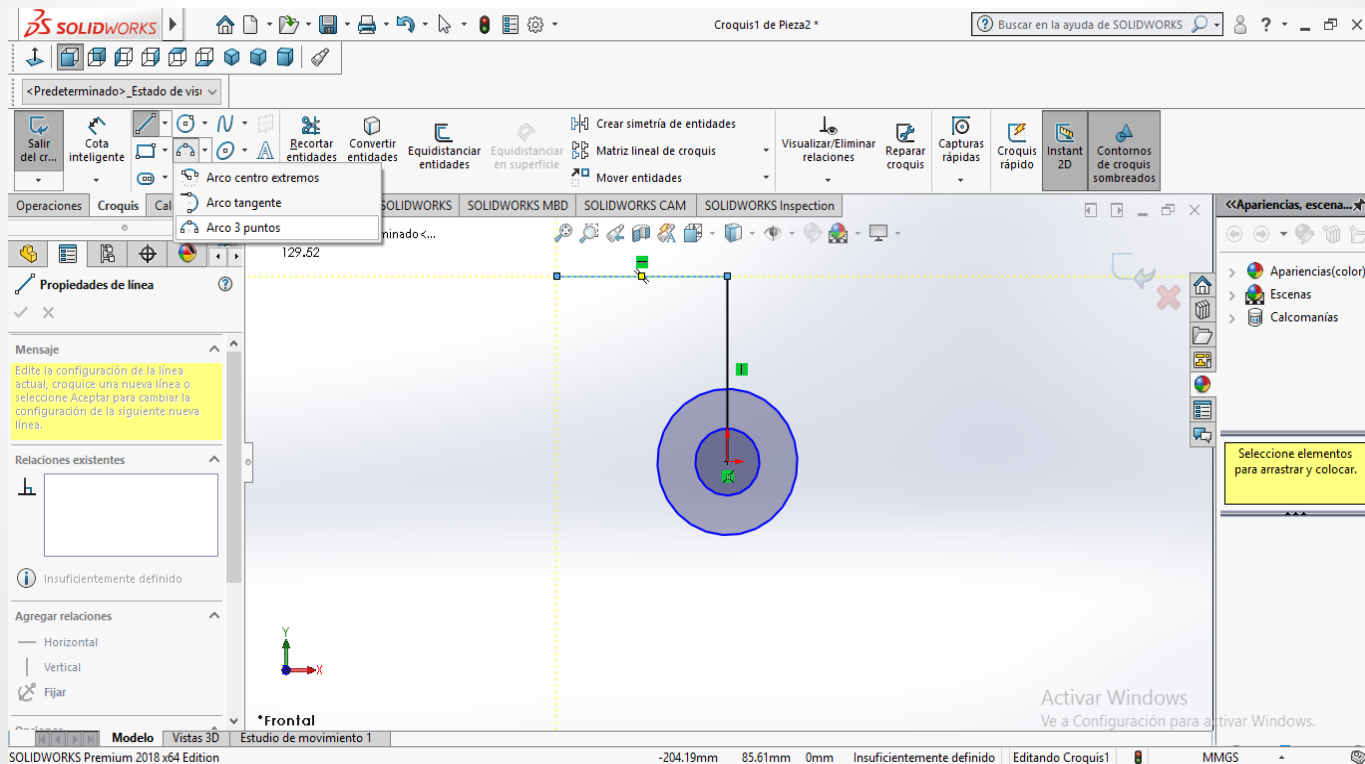 SOLIDWORKS
Croquis1 de Pieza2 *
Buscar en la ayuda de SOLIDWORKS
<Predeterminado>_Estado de visu
Salir
del cr...
Cota
inteligente
Recortar
entidades
Convertir
entidades
Equidistanciar
entidades
Equidistanciar
en superficie
Crear simetría de entidades
Matriz lineal de croquis
Mover entidades
Visualizar/Eliminar
relaciones
Reparar
croquis
Capturas
rápidas
Croquis
rápido
Instant
2D
Contornos
de croquis
sombreados
Arco centro extremos
Arco tangente
Arco 3 puntos
Operaciones
Croquis
Cal
SOLIDWORKS
SOLIDWORKS MBD
SOLIDWORKS CAM
SOLIDWORKS Inspection
minado<...
129.52
Propiedades de línea
Mensaje
Edite la configuración de la línea
actual, croquice una nueva línea o
seleccione Aceptar para cambiar la
configuración de la siguiente nueva
línea.
Relaciones existentes
Insuficientemente definido
Agregar relaciones
Horizontal
Vertical
Fijar
Y
X
*Frontal
<<Apariencias, escena...
Apariencias(color)
Escenas
Calcomanías
Seleccione elementos
para arrastrar y colocar.
Activar Windows
Ve a Configuración para activar Windows.
Modelo
Vistas 3D
Estudio de movimiento 1
SOLIDWORKS Premium 2018 x64 Edition
-204.19mm 85.61mm 0mm Insuficientemente definido Editando Croquis1 MMGS